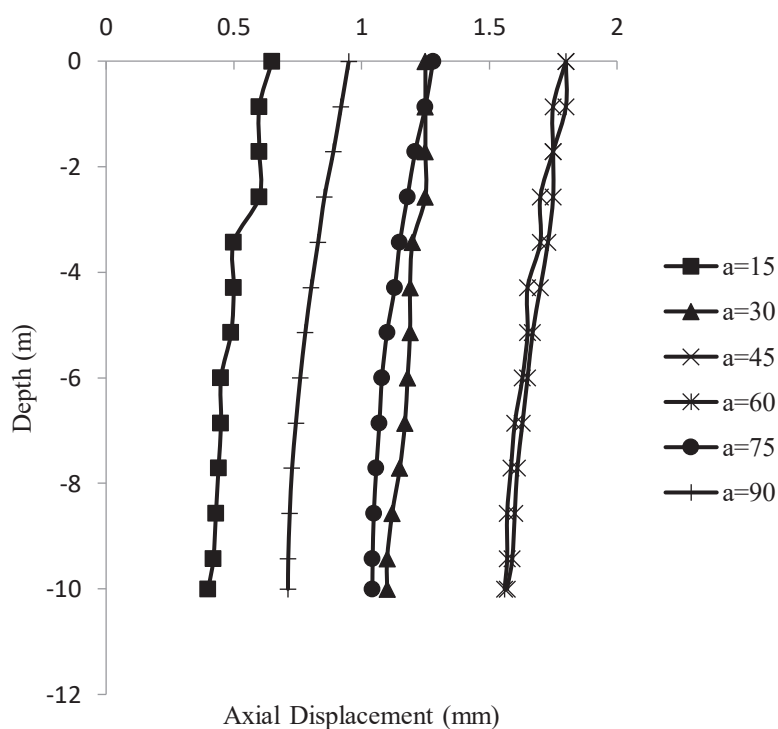 0 0.5 1 1.5 2
0
-2
-4
-6
-8
-10
-12
Depth (m)
Axial Displacement (mm)
a=15
a=30
a=45
a=60
a=75
a=90